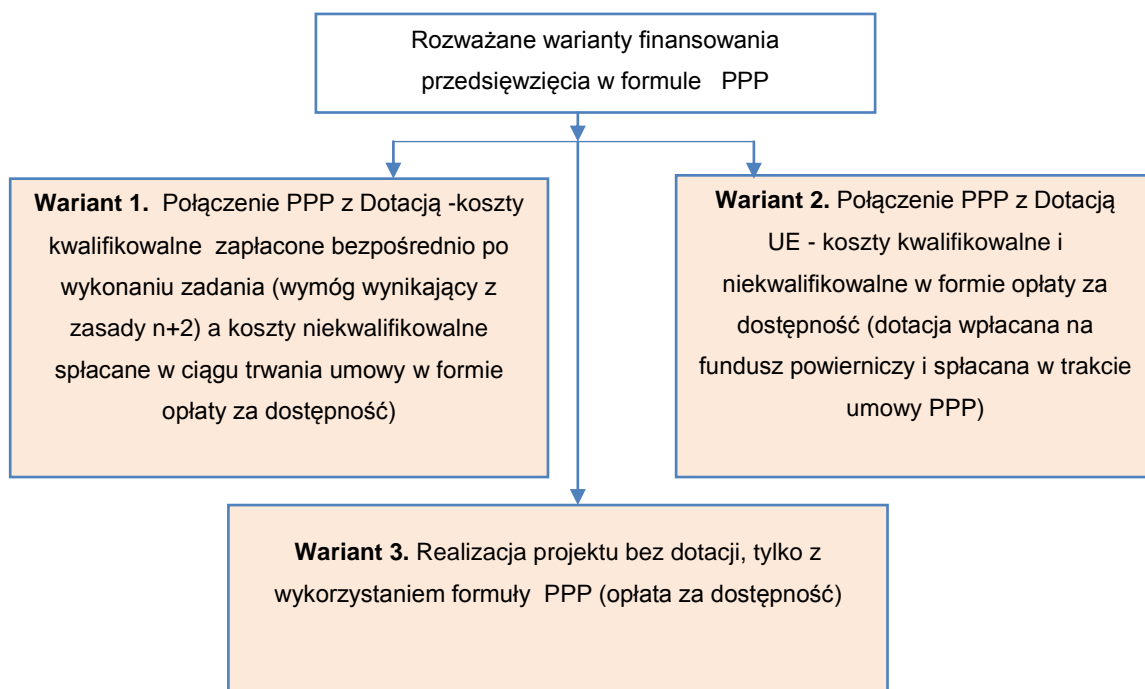 Rozważane warianty finansowania
przedsięwzięcia w formule PPP
Wariant 1. Połączenie PPP z Dotacją -koszty
kwalifikowalne zapłacone bezpośrednio po
wykonaniu zadania (wymóg wynikający z
zasady n+2) a koszty niekwalifikowalne
spłacane w ciągu trwania umowy w formie
opłaty za dostępność)
Wariant 2. Połączenie PPP z Dotacją
UE - koszty kwalifikowalne i
niekwalifikowalne w formie opłaty za
dostępność (dotacja wpłacana na
fundusz powierniczy i spłacana w trakcie
umowy PPP)
Wariant 3. Realizacja projektu bez dotacji, tylko z
wykorzystaniem formuły PPP (opłata za dostępność)